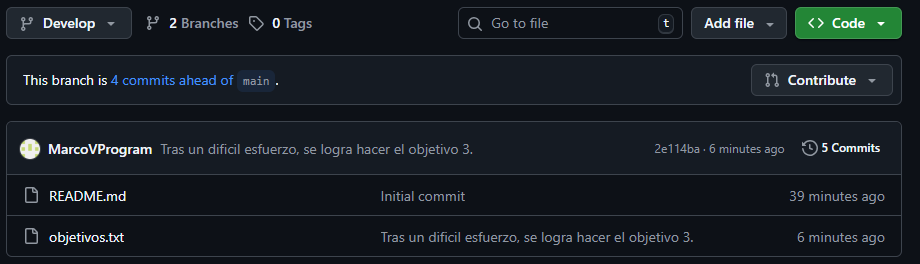 Develop 2 Branches 0 Tags Go to file t Add file Code
This branch is 4 commits ahead of main.
Contribute
MarcoVProgram Tras un dificil esfuerzo, se logra hacer el objetivo 3. 2e114ba · 6 minutes ago 5 Commits
README.md Initial commit 39 minutes ago
objetivos.txt Tras un dificil esfuerzo, se logra hacer el objetivo 3. 6 minutes ago